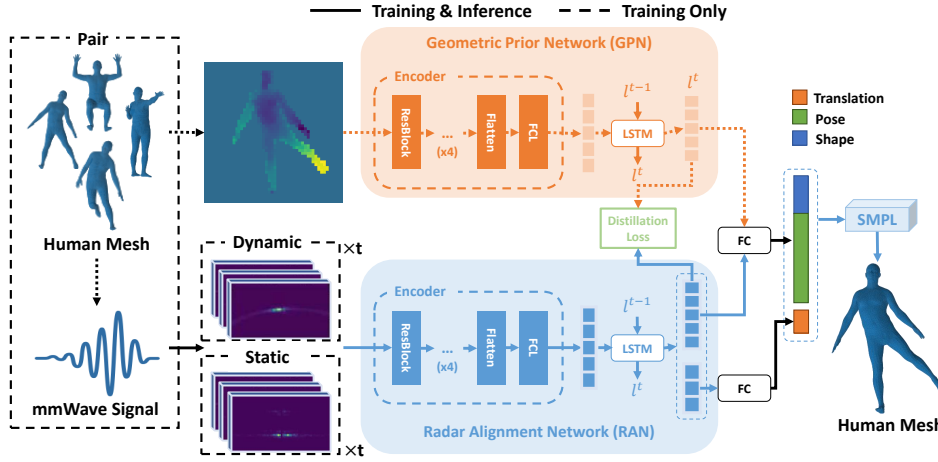 Training & Inference
Training Only
Pair
Human Mesh
mmWave Signal
Dynamic
×t
Static
×t
Geometric Prior Network (GPN)
Encoder
ResBlock
...
(x4)
Flatten
FCL
l^{t-1}
LSTM
l^t
l^t
Distillation
Loss
Encoder
ResBlock
...
(x4)
Flatten
FCL
l^{t-1}
LSTM
l^t
Radar Alignment Network (RAN)
FC
FC
Translation
Pose
Shape
SMPL
Human Mesh